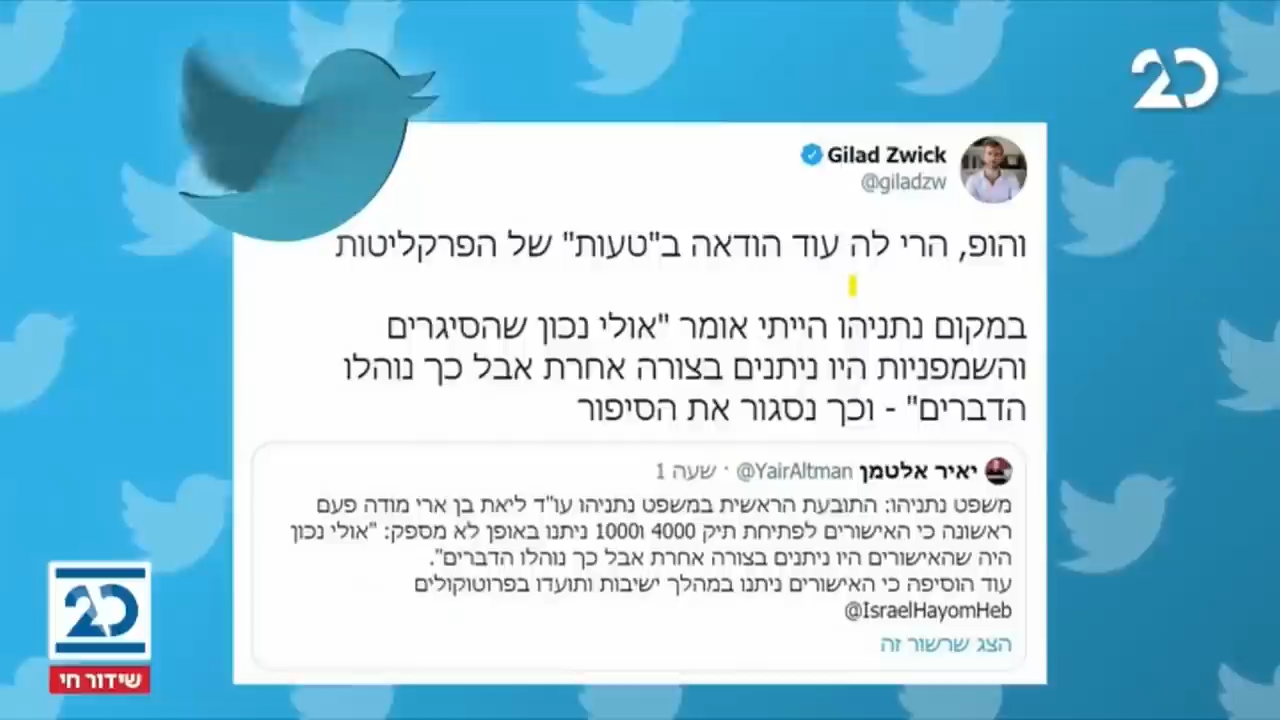 20
Gilad Zwick
@giladzw
והופ, הרי לה עוד הודאה ב"טעות" של הפרקליטות
במקום נתניהו הייתי אומר "אולי נכון שהסיגרים
והשמפניות היו ניתנים בצורה אחרת אבל כך נוהלו
הדברים" - וכך נסגור את הסיפור
יאיר אלטמן @YairAltman · שעה 1
משפט נתניהו: התובעת הראשית במשפט נתניהו עו"ד ליאת בן ארי מודה פעם
ראשונה כי האישורים לפתיחת תיק 4000 ו1000 ניתנו באופן לא מספק: "אולי נכון
היה שהאישורים היו ניתנים בצורה אחרת אבל כך נוהלו הדברים".
עוד הוסיפה כי האישורים ניתנו במהלך ישיבות ותועדו בפרוטוקולים
@IsraelHayomHeb
הצג שרשור זה
20
שידור חי